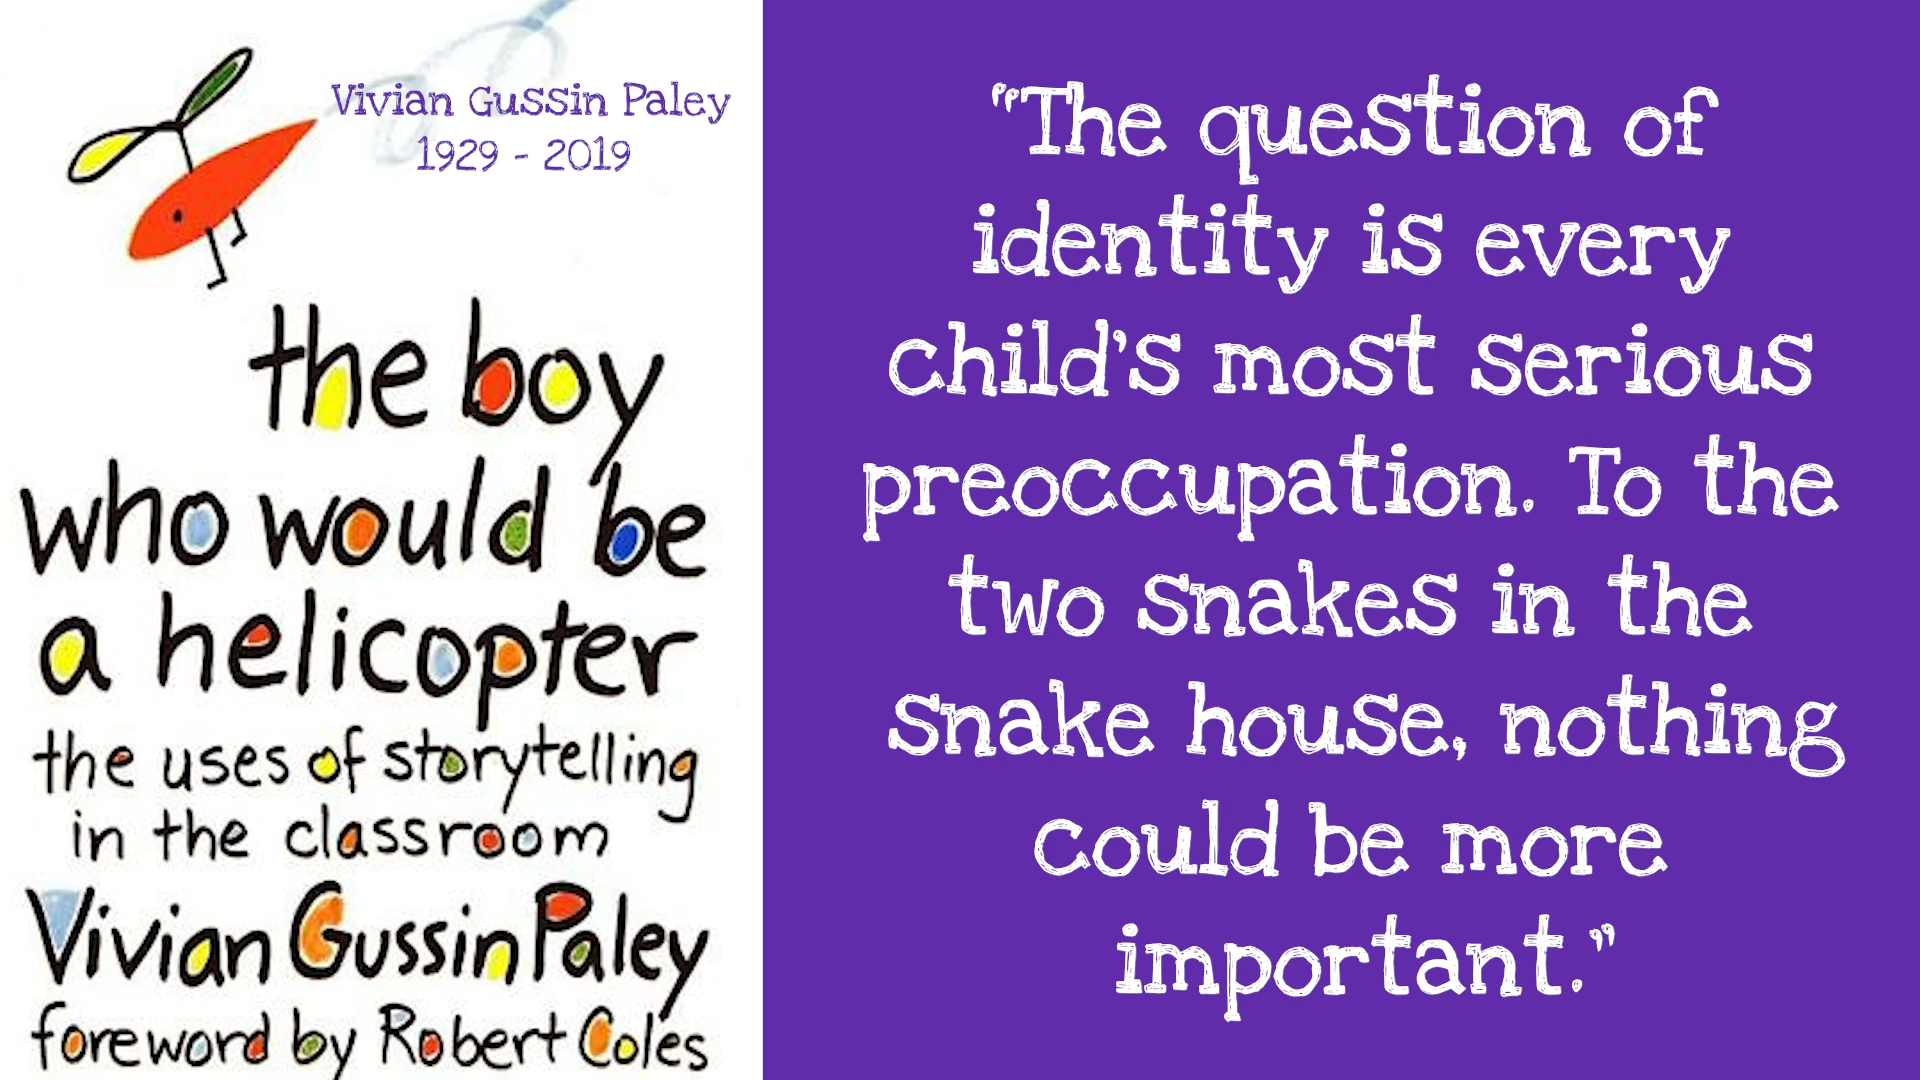 Vivian Gussin Paley
1929 - 2019
the boy
who would be
a helicopter
the uses of storytelling
in the classroom
Vivian Gussin Paley
foreword by Robert Coles
"The question of
identity is every
child's most serious
preoccupation. To the
two snakes in the
snake house, nothing
could be more
important."